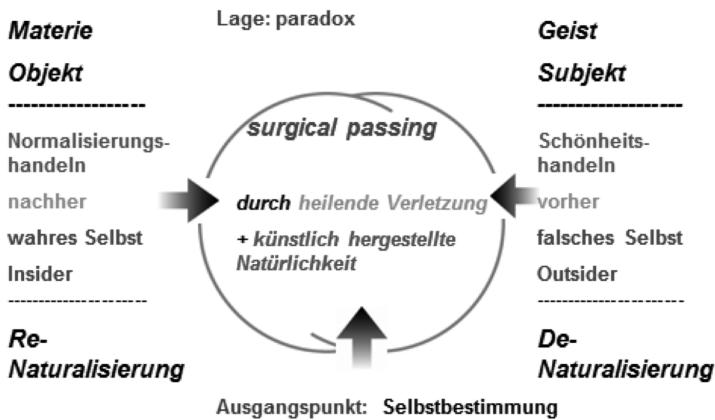 Lage: paradox
Materie
Objekt
-------------------
Normalisierungs-
handeln
nachher
wahres Selbst
Insider
----------------------
Re-
Naturalisierung
surgical passing
durch heilende Verletzung
+ künstlich hergestellte
Natürlichkeit
Geist
Subjekt
--------------------
Schönheits-
handeln
vorher
falsches Selbst
Outsider
-----------------------
De-
Naturalisierung
Ausgangspunkt: Selbstbestimmung